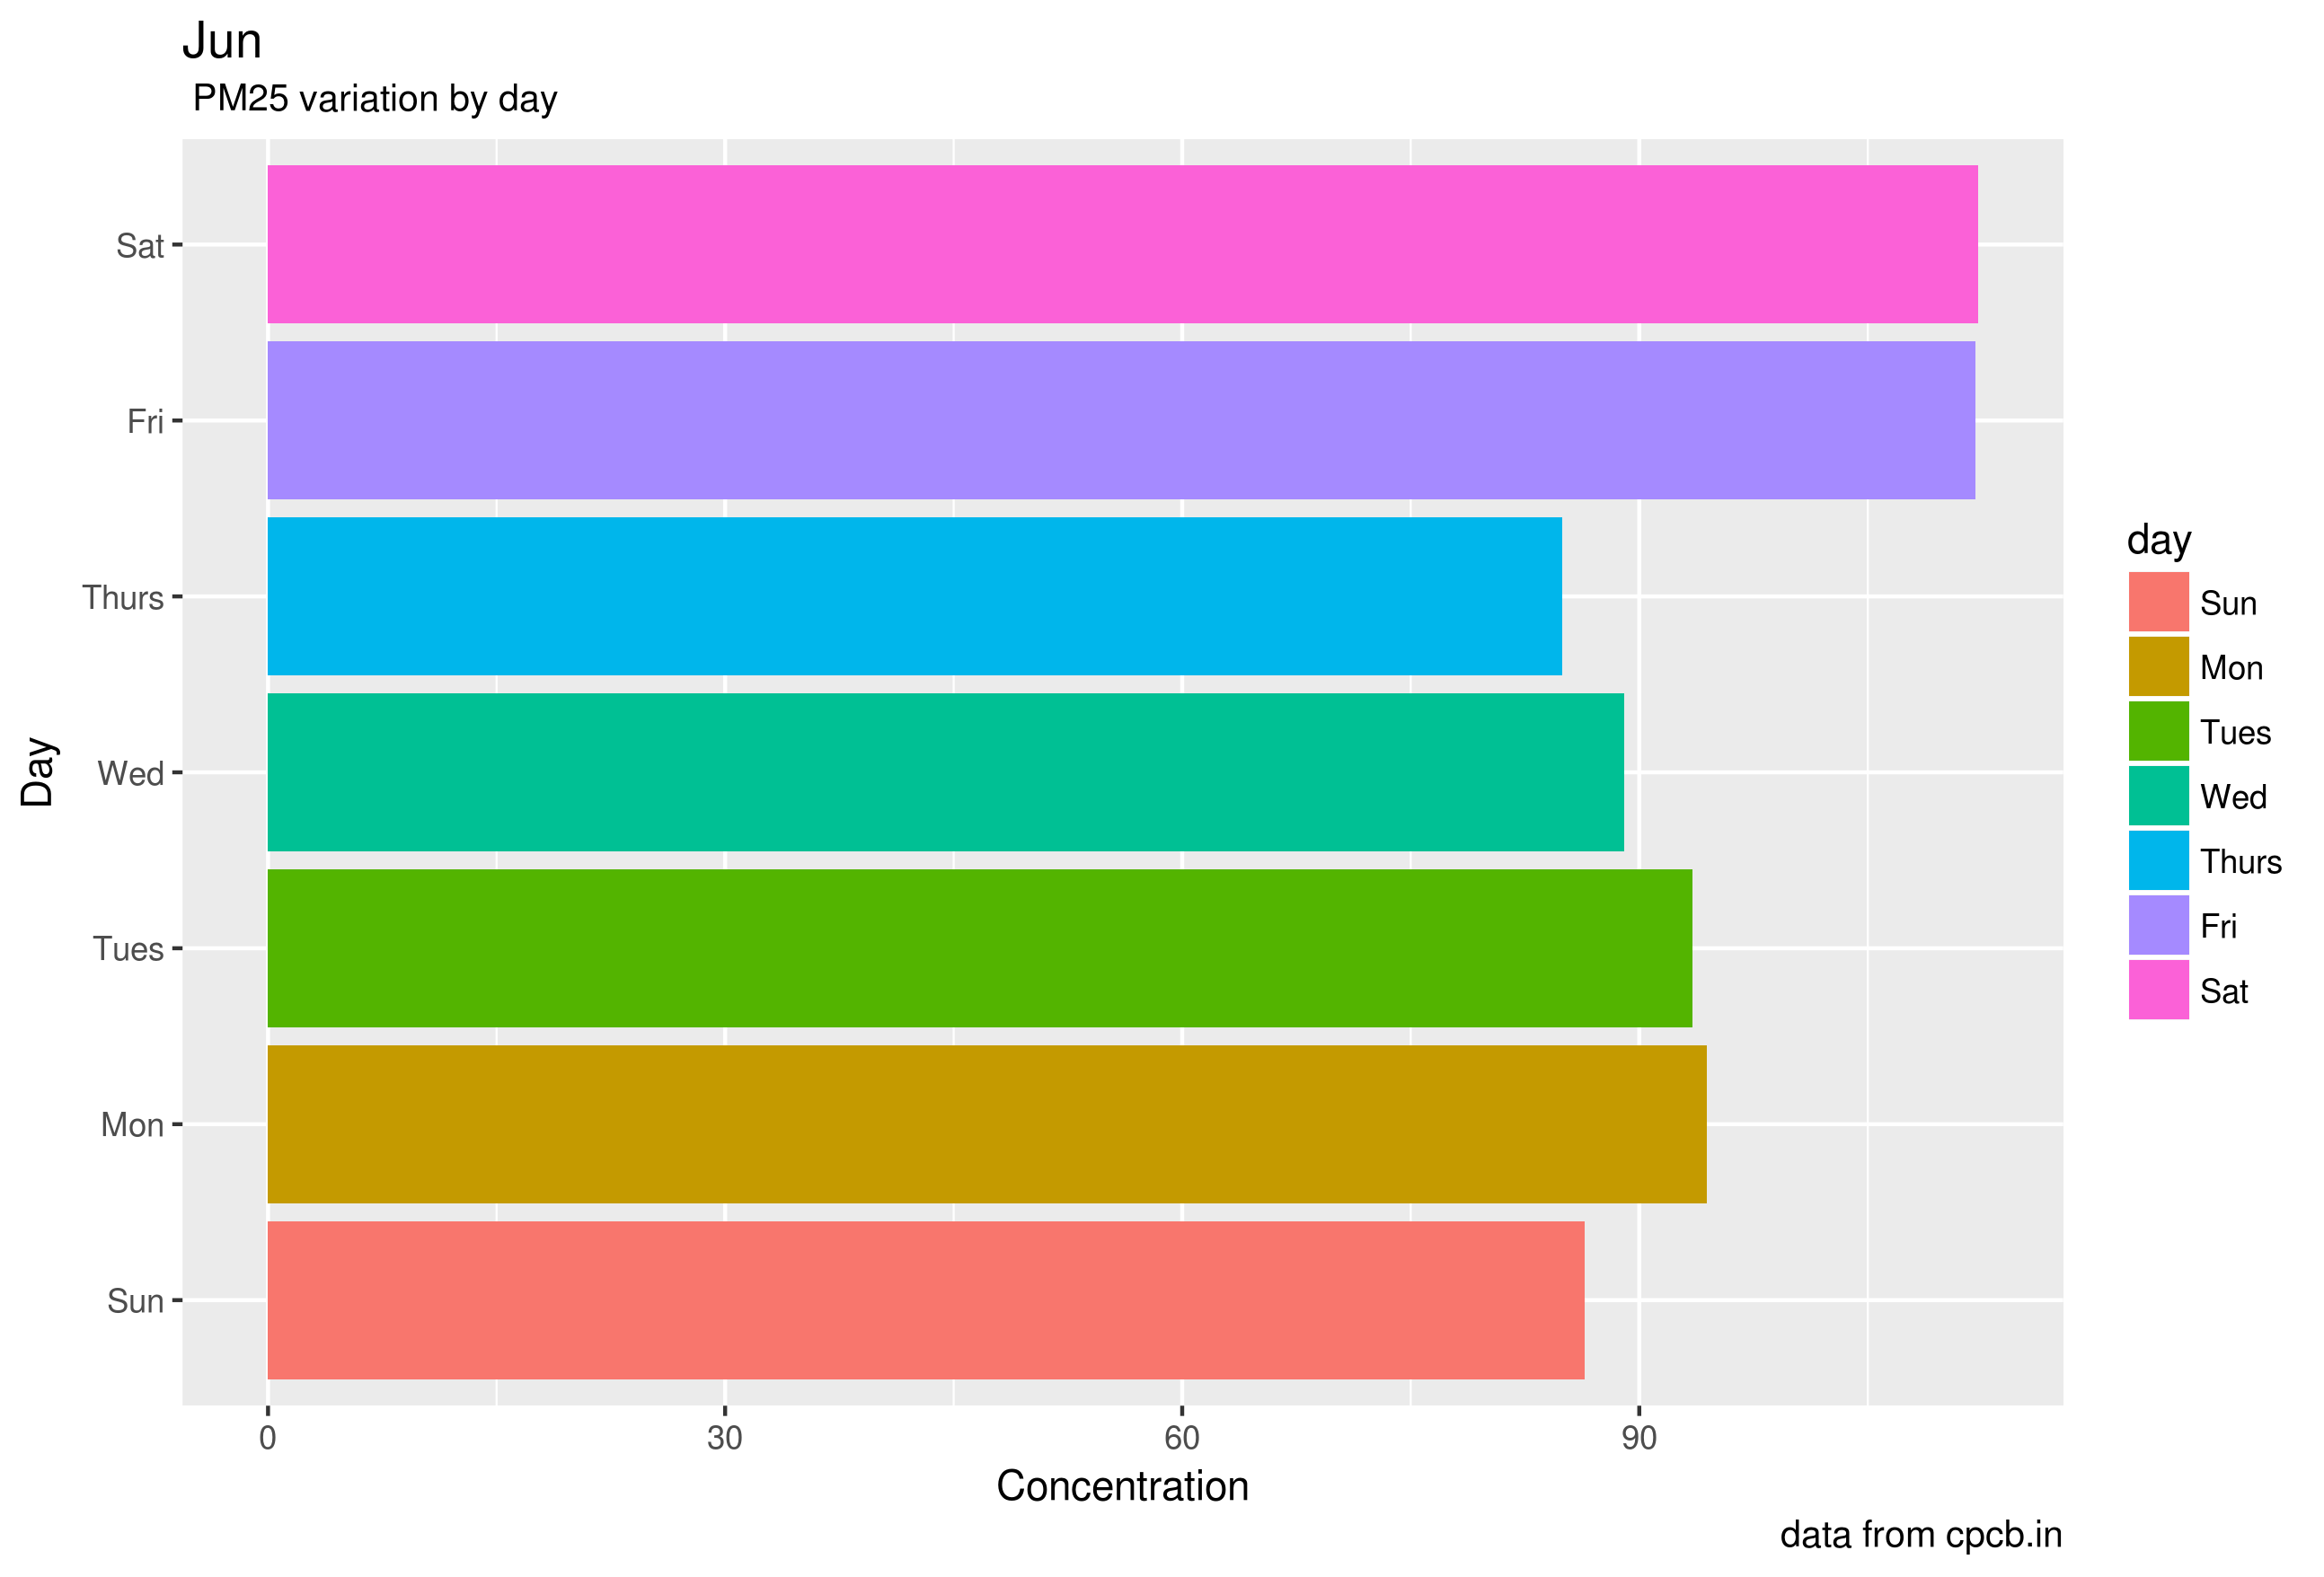 Jun
PM25 variation by day
Sat
Fri
Thurs
Wed
Tues
Mon
Sun
Day
0 30 60 90
Concentration
data from cpcb.in
day
Sun
Mon
Tues
Wed
Thurs
Fri
Sat